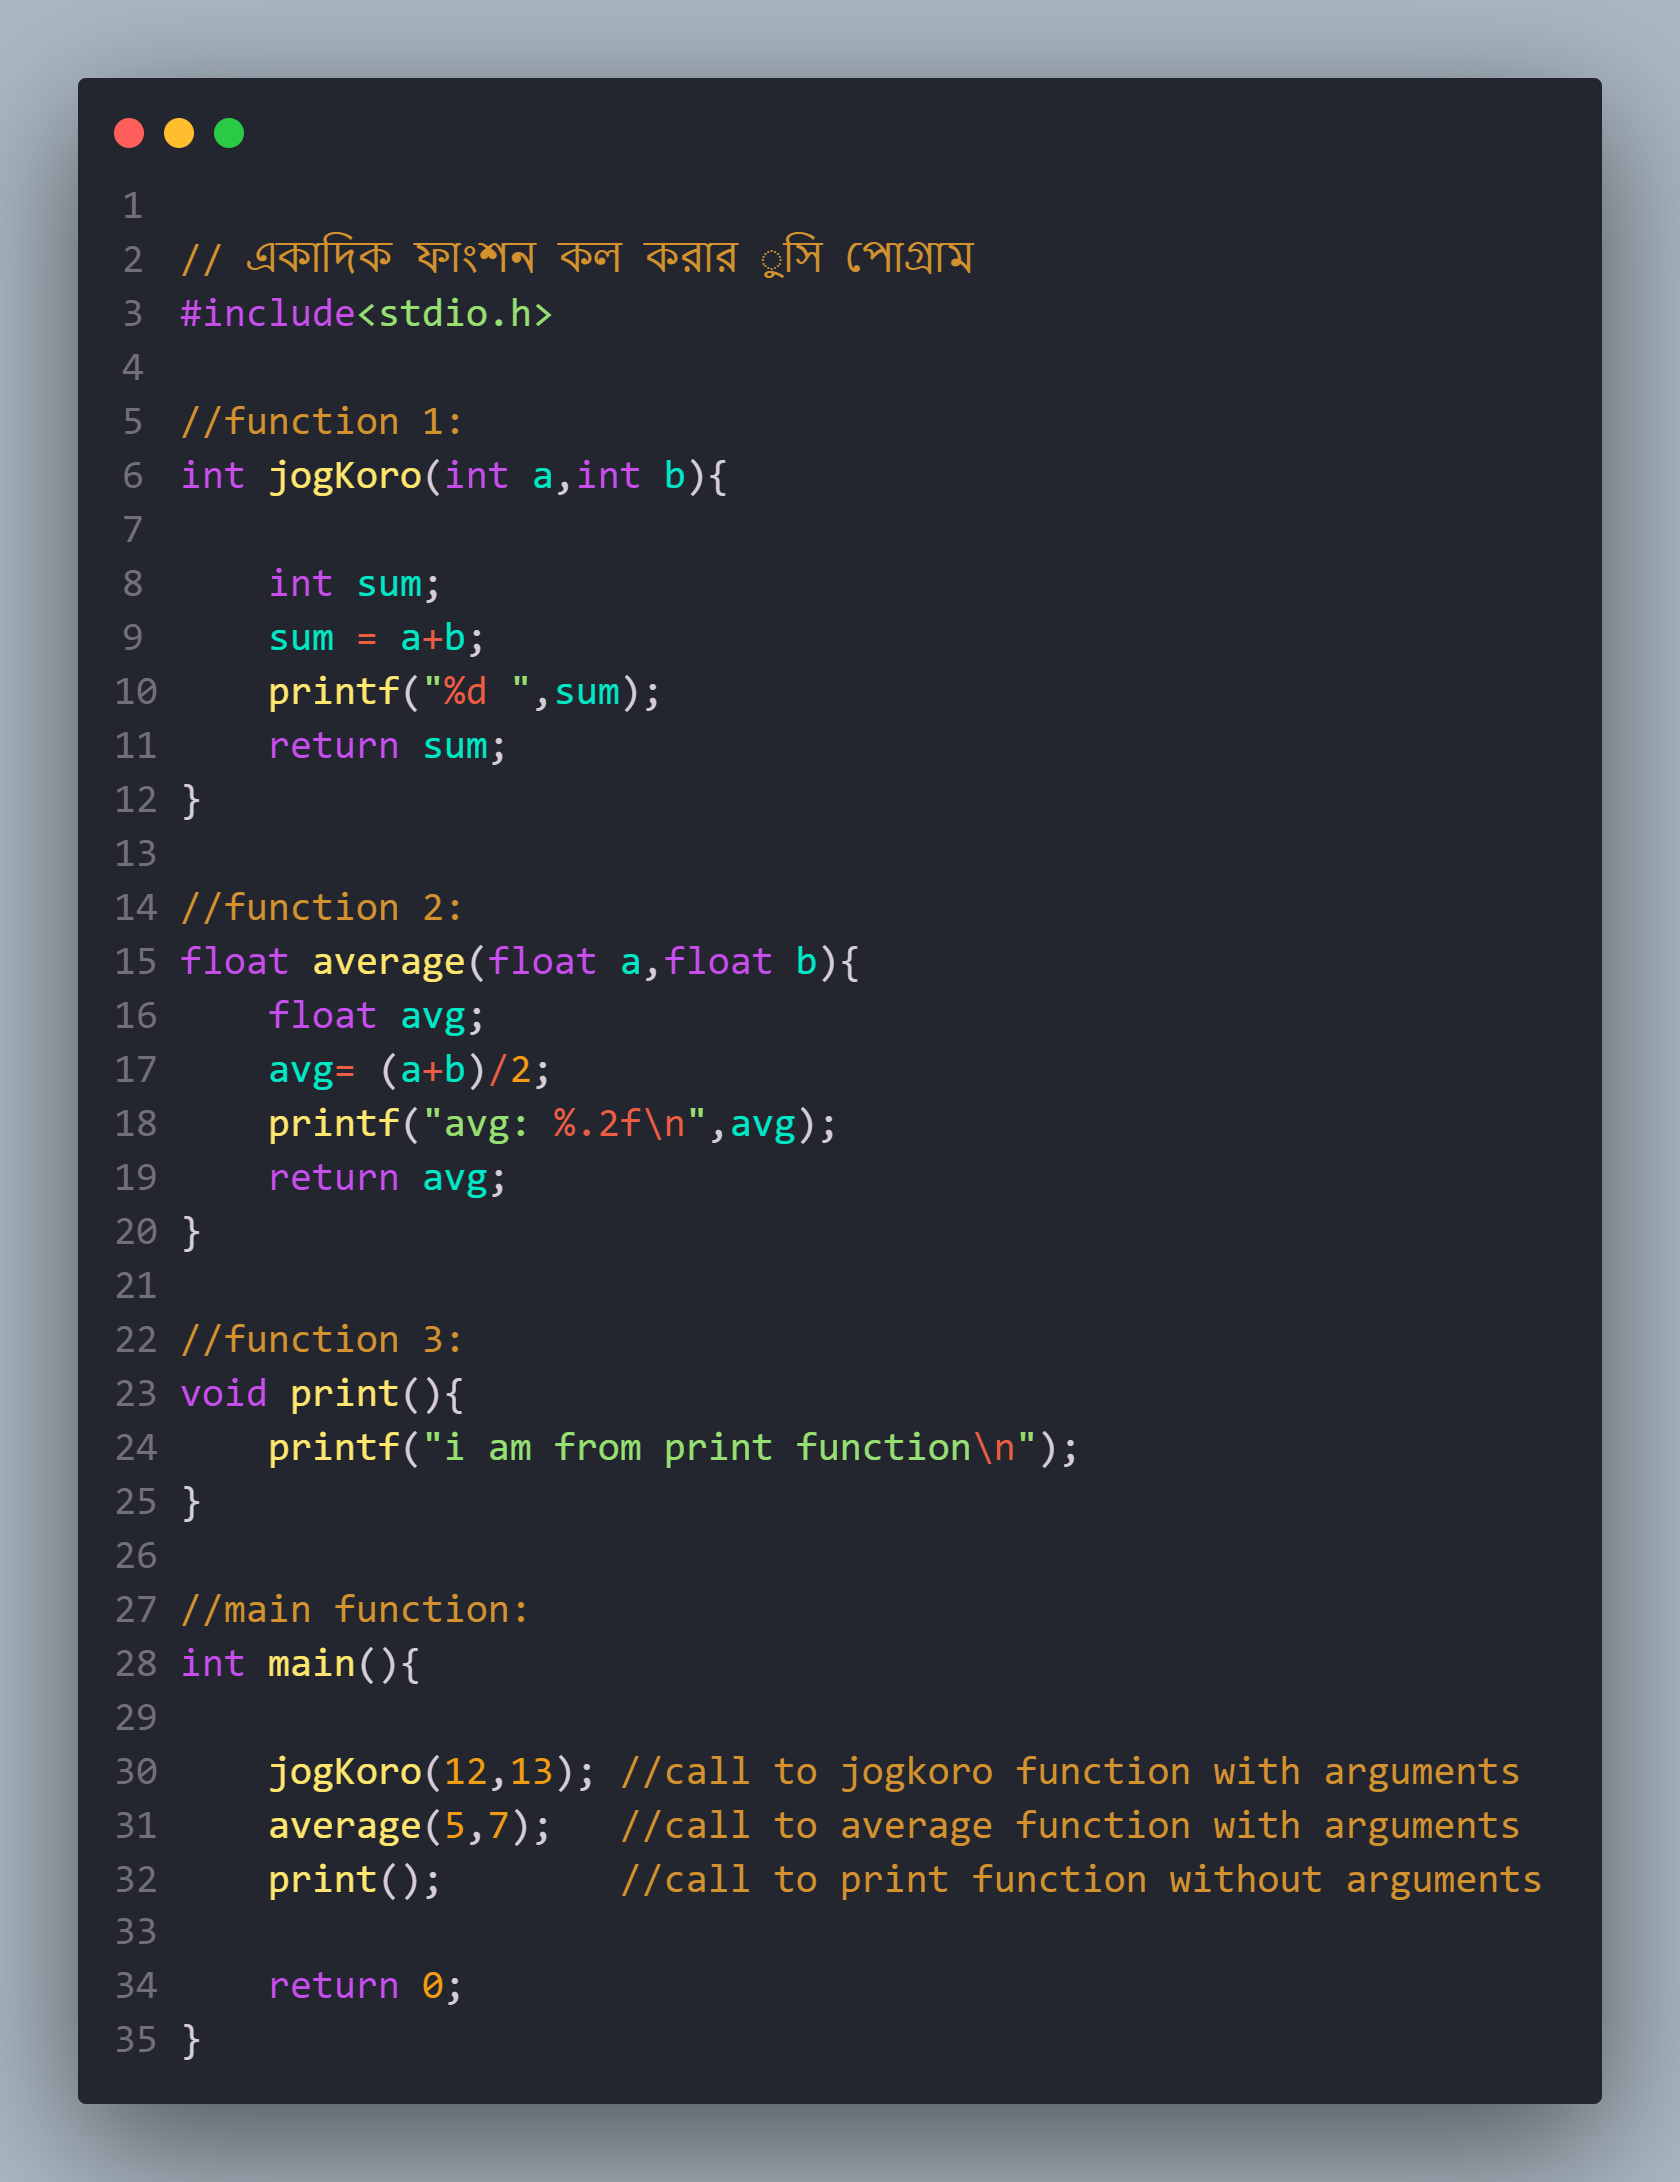 1
2 // একাদিক ফাংশন কল করার ুসি পোগ্রাম
3 #include<stdio.h>
4
5 //function 1:
6 int jogKoro(int a,int b){
7
8     int sum;
9     sum = a+b;
10     printf("%d ",sum);
11     return sum;
12 }
13
14 //function 2:
15 float average(float a,float b){
16     float avg;
17     avg= (a+b)/2;
18     printf("avg: %.2f\n",avg);
19     return avg;
20 }
21
22 //function 3:
23 void print(){
24     printf("i am from print function\n");
25 }
26
27 //main function:
28 int main(){
29
30     jogKoro(12,13); //call to jogkoro function with arguments
31     average(5,7);   //call to average function with arguments
32     print();        //call to print function without arguments
33
34     return 0;
35 }